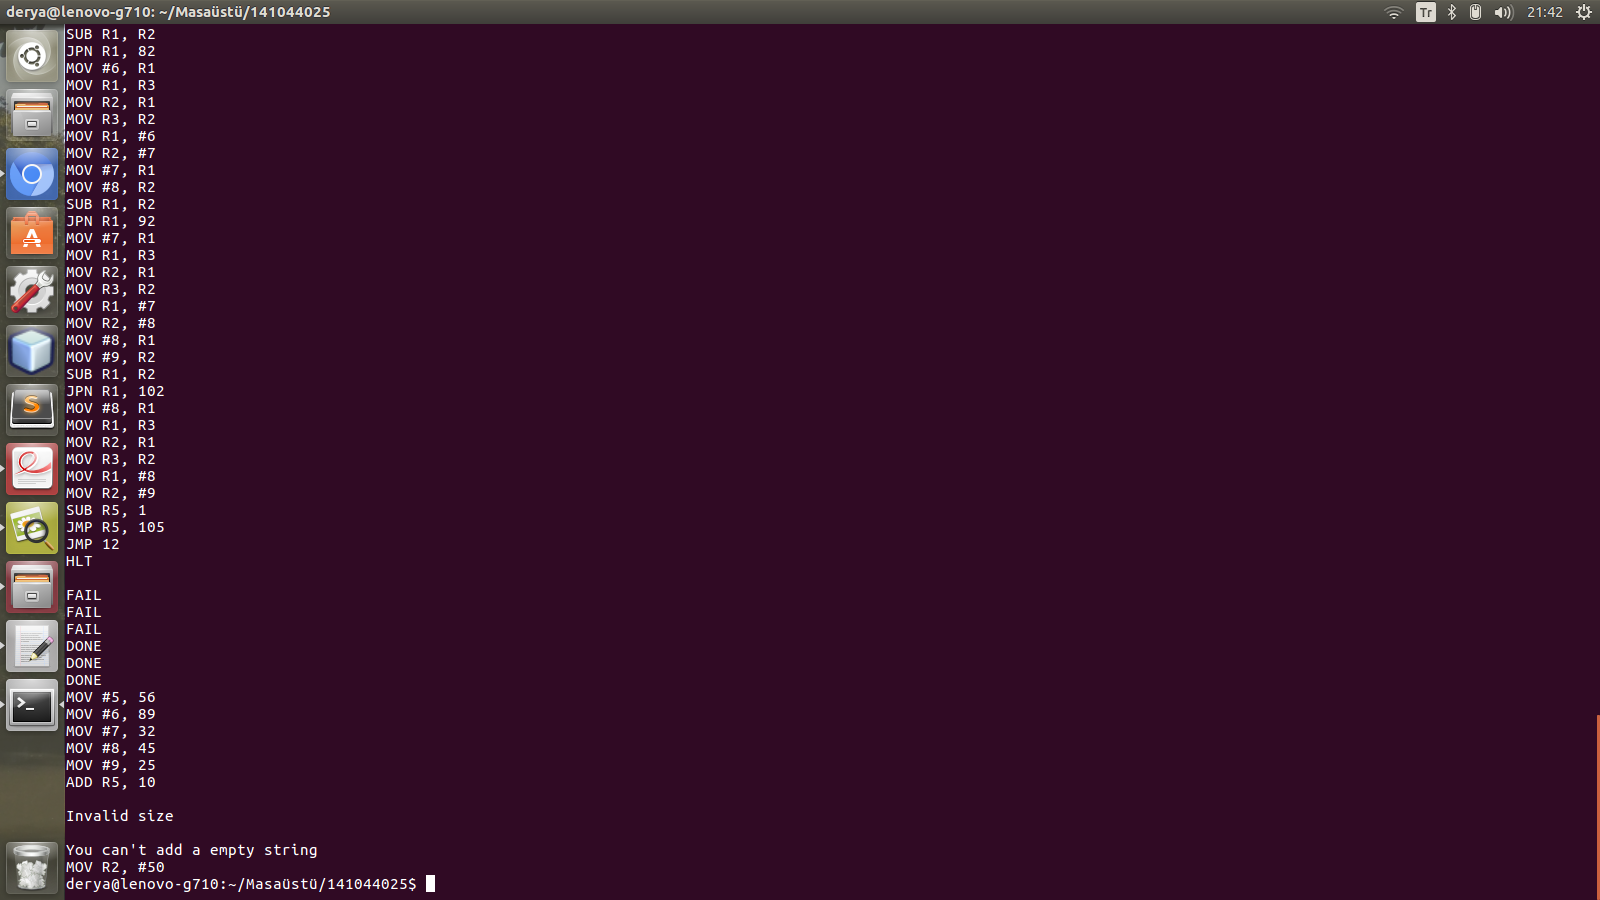 derya@lenovo-g710: ~/Masaüstü/141044025
Tr
21:42
SUB R1, R2
JPN R1, 82
MOV #6, R1
MOV R1, R3
MOV R2, R1
MOV R3, R2
MOV R1, #6
MOV R2, #7
MOV #7, R1
MOV #8, R2
SUB R1, R2
JPN R1, 92
MOV #7, R1
MOV R1, R3
MOV R2, R1
MOV R3, R2
MOV R1, #7
MOV R2, #8
MOV #8, R1
MOV #9, R2
SUB R1, R2
JPN R1, 102
MOV #8, R1
MOV R1, R3
MOV R2, R1
MOV R3, R2
MOV R1, #8
MOV R2, #9
SUB R5, 1
JMP R5, 105
JMP 12
HLT
FAIL
FAIL
FAIL
DONE
DONE
DONE
MOV #5, 56
MOV #6, 89
MOV #7, 32
MOV #8, 45
MOV #9, 25
ADD R5, 10
Invalid size
You can't add a empty string
MOV R2, #50
derya@lenovo-g710:~/Masaüstü/141044025$